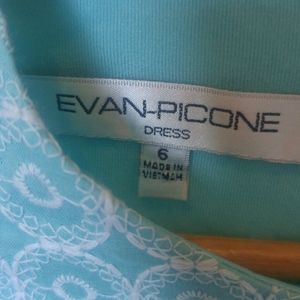 EVAN-PICONE
DRESS
6
MADE IN
VIETNAM